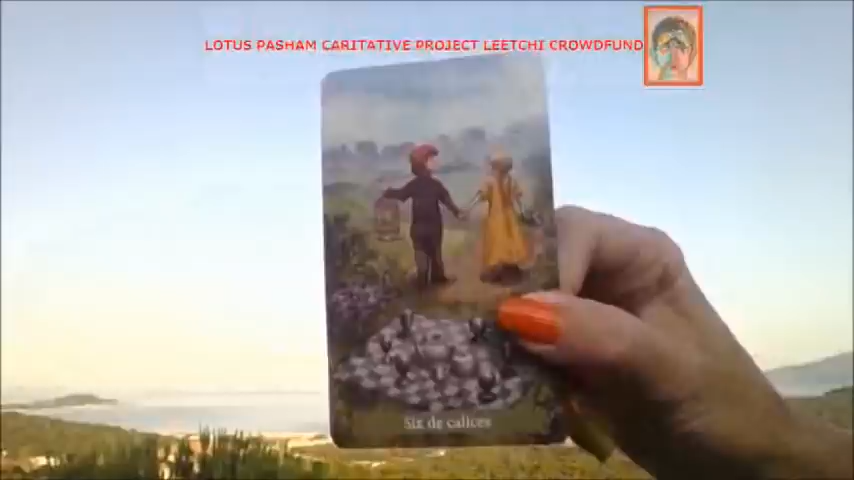 LOTUS PASHAM CARITATIVE PROJECT LEETCHI CROWDFUND
Six de calices